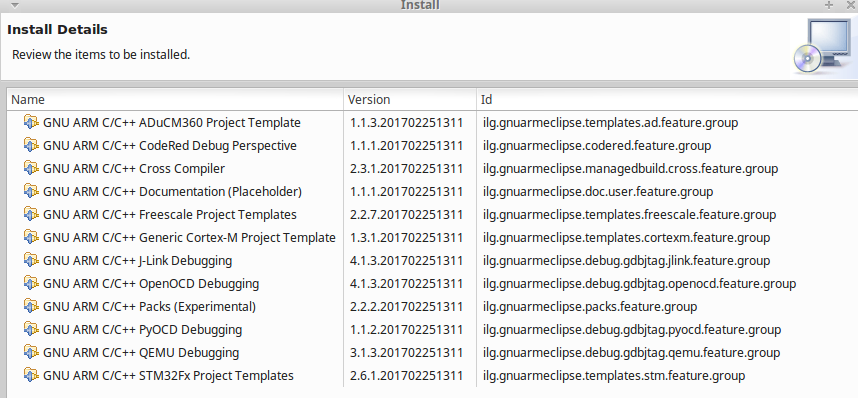 Install
Install Details
Review the items to be installed.
Name Version Id
GNU ARM C/C++ ADuCM360 Project Template 1.1.3.201702251311 ilg.gnuarmeclipse.templates.ad.feature.group
GNU ARM C/C++ CodeRed Debug Perspective 1.1.1.201702251311 ilg.gnuarmeclipse.codered.feature.group
GNU ARM C/C++ Cross Compiler 2.3.1.201702251311 ilg.gnuarmeclipse.managedbuild.cross.feature.group
GNU ARM C/C++ Documentation (Placeholder) 1.1.1.201702251311 ilg.gnuarmeclipse.doc.user.feature.group
GNU ARM C/C++ Freescale Project Templates 2.2.7.201702251311 ilg.gnuarmeclipse.templates.freescale.feature.group
GNU ARM C/C++ Generic Cortex-M Project Template 1.3.1.201702251311 ilg.gnuarmeclipse.templates.cortexm.feature.group
GNU ARM C/C++ J-Link Debugging 4.1.3.201702251311 ilg.gnuarmeclipse.debug.gdbjtag.jlink.feature.group
GNU ARM C/C++ OpenOCD Debugging 4.1.3.201702251311 ilg.gnuarmeclipse.debug.gdbjtag.openocd.feature.group
GNU ARM C/C++ Packs (Experimental) 2.2.2.201702251311 ilg.gnuarmeclipse.packs.feature.group
GNU ARM C/C++ PyOCD Debugging 1.1.2.201702251311 ilg.gnuarmeclipse.debug.gdbjtag.pyocd.feature.group
GNU ARM C/C++ QEMU Debugging 3.1.3.201702251311 ilg.gnuarmeclipse.debug.gdbjtag.qemu.feature.group
GNU ARM C/C++ STM32Fx Project Templates 2.6.1.201702251311 ilg.gnuarmeclipse.templates.stm.feature.group